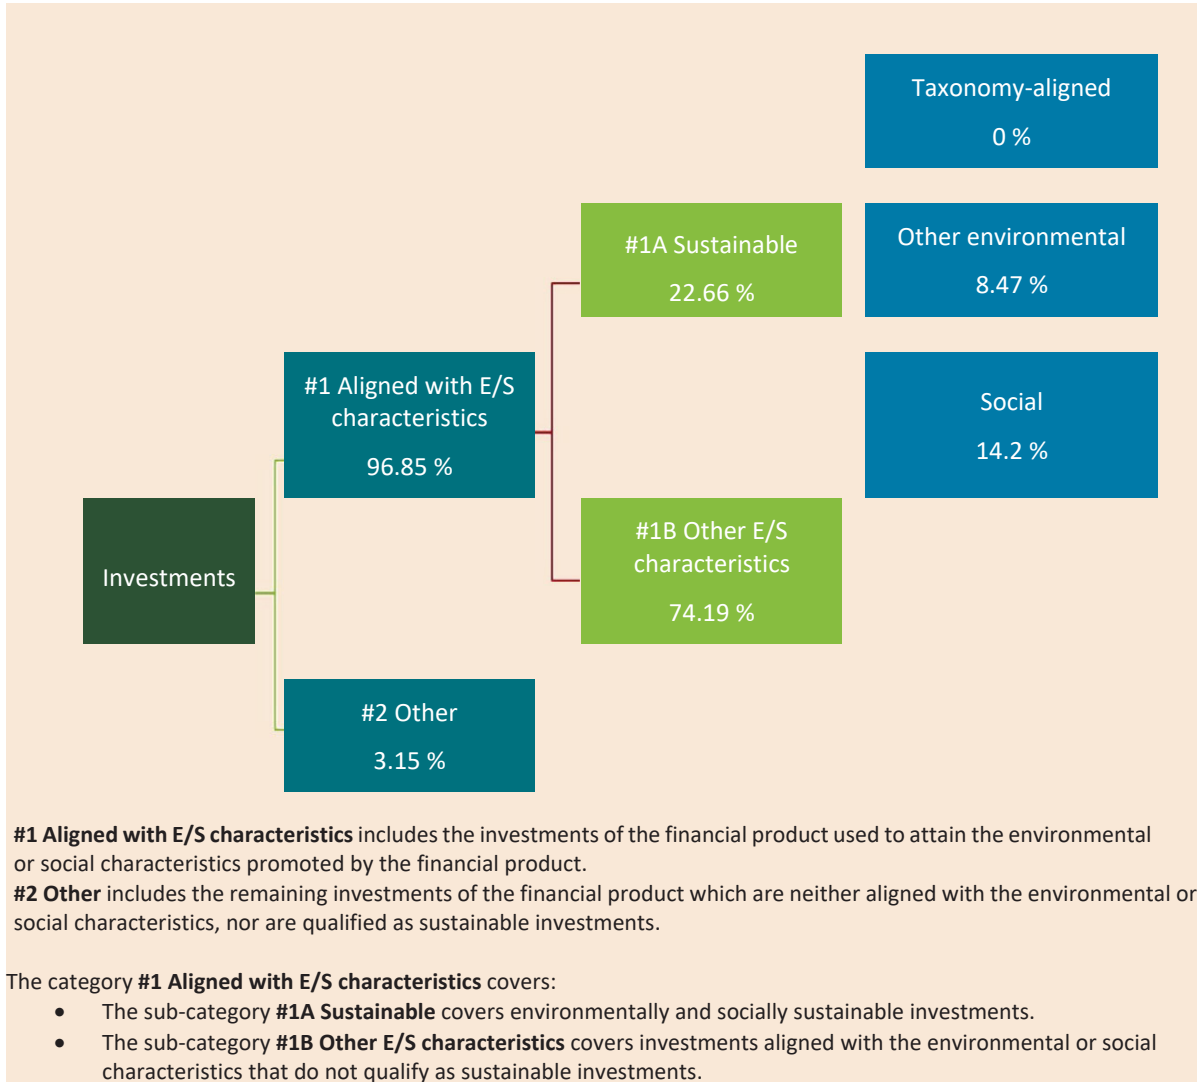 Taxonomy-aligned
0 %
#1A Sustainable
22.66 %
Other environmental
8.47 %
#1 Aligned with E/S
characteristics
96.85 %
Social
14.2 %
Investments
#1B Other E/S
characteristics
74.19 %
#2 Other
3.15 %
#1 Aligned with E/S characteristics includes the investments of the financial product used to attain the environmental
or social characteristics promoted by the financial product.
#2 Other includes the remaining investments of the financial product which are neither aligned with the environmental or
social characteristics, nor are qualified as sustainable investments.
The category #1 Aligned with E/S characteristics covers:
• The sub-category #1A Sustainable covers environmentally and socially sustainable investments.
• The sub-category #1B Other E/S characteristics covers investments aligned with the environmental or social
characteristics that do not qualify as sustainable investments.